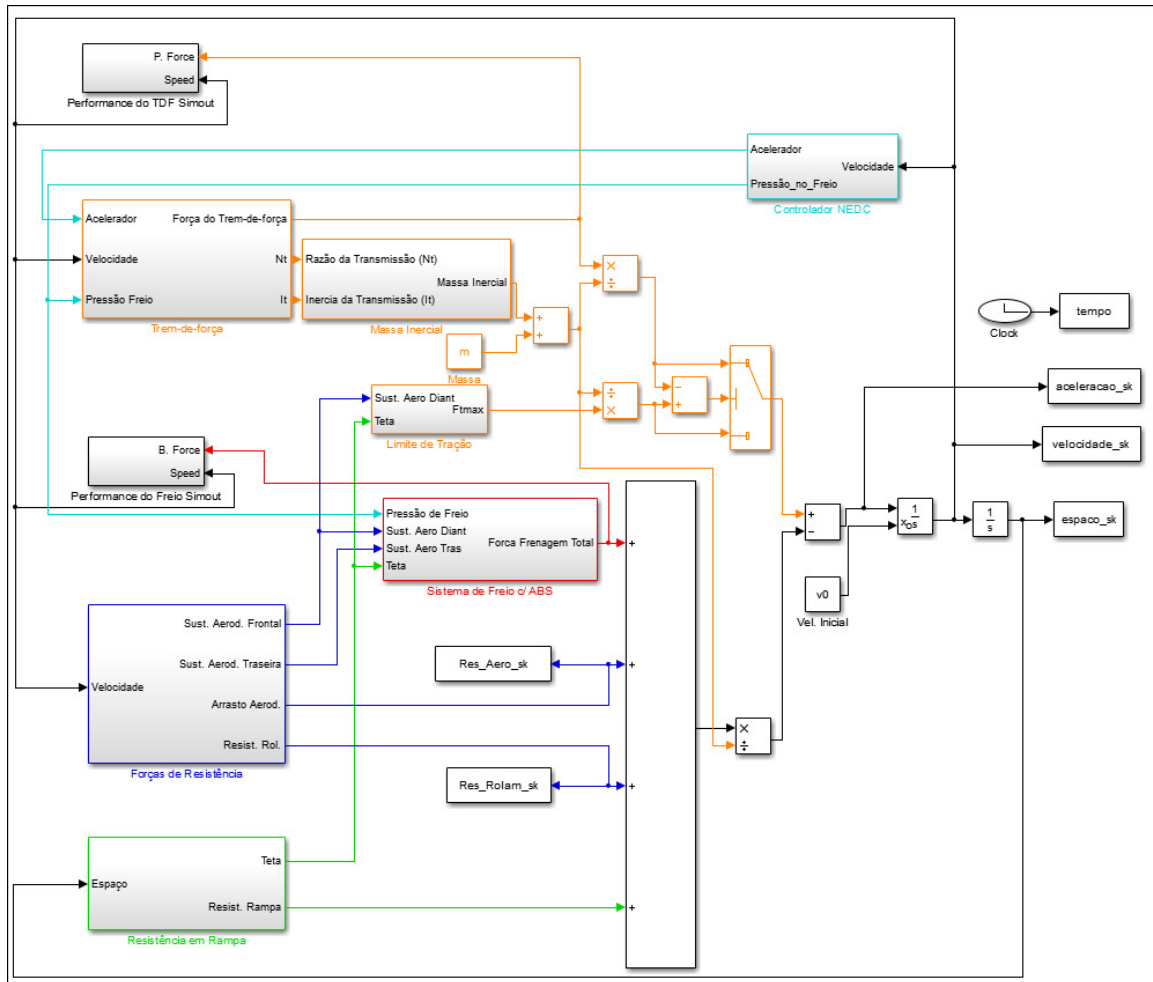 P. Force
Speed
Performance do TDF Simout
Acelerador
Velocidade
Pressão_no_Freio
Controlador NEDC
Acelerador
Força do Trem-de-força
Velocidade
Nt
Pressão Freio
It
Trem-de-força
Razão da Transmissão (Nt)
Massa Inercial
Inercia da Transmissão (It)
Massa Inercial
+
+
m
Massa
×
÷
÷
×
−
+
Clock
tempo
aceleracao_sk
velocidade_sk
espaco_sk
Sust. Aero Diant
Ftmax
Teta
Limite de Tração
B. Force
Speed
Performance do Freio Simout
Pressão de Freio
Sust. Aero Diant
Forca Frenagem Total
Sust. Aero Tras
Teta
Sistema de Freio c/ ABS
+
−
1
xo s
1
s
v0
Vel. Inicial
Sust. Aerod. Frontal
Sust. Aerod. Traseira
Velocidade
Arrasto Aerod.
Resist. Rol.
Forças de Resistência
Res_Aero_sk
Res_Rolam_sk
+
+
+
+
×
÷
Teta
Espaço
Resist. Rampa
Resistência em Rampa